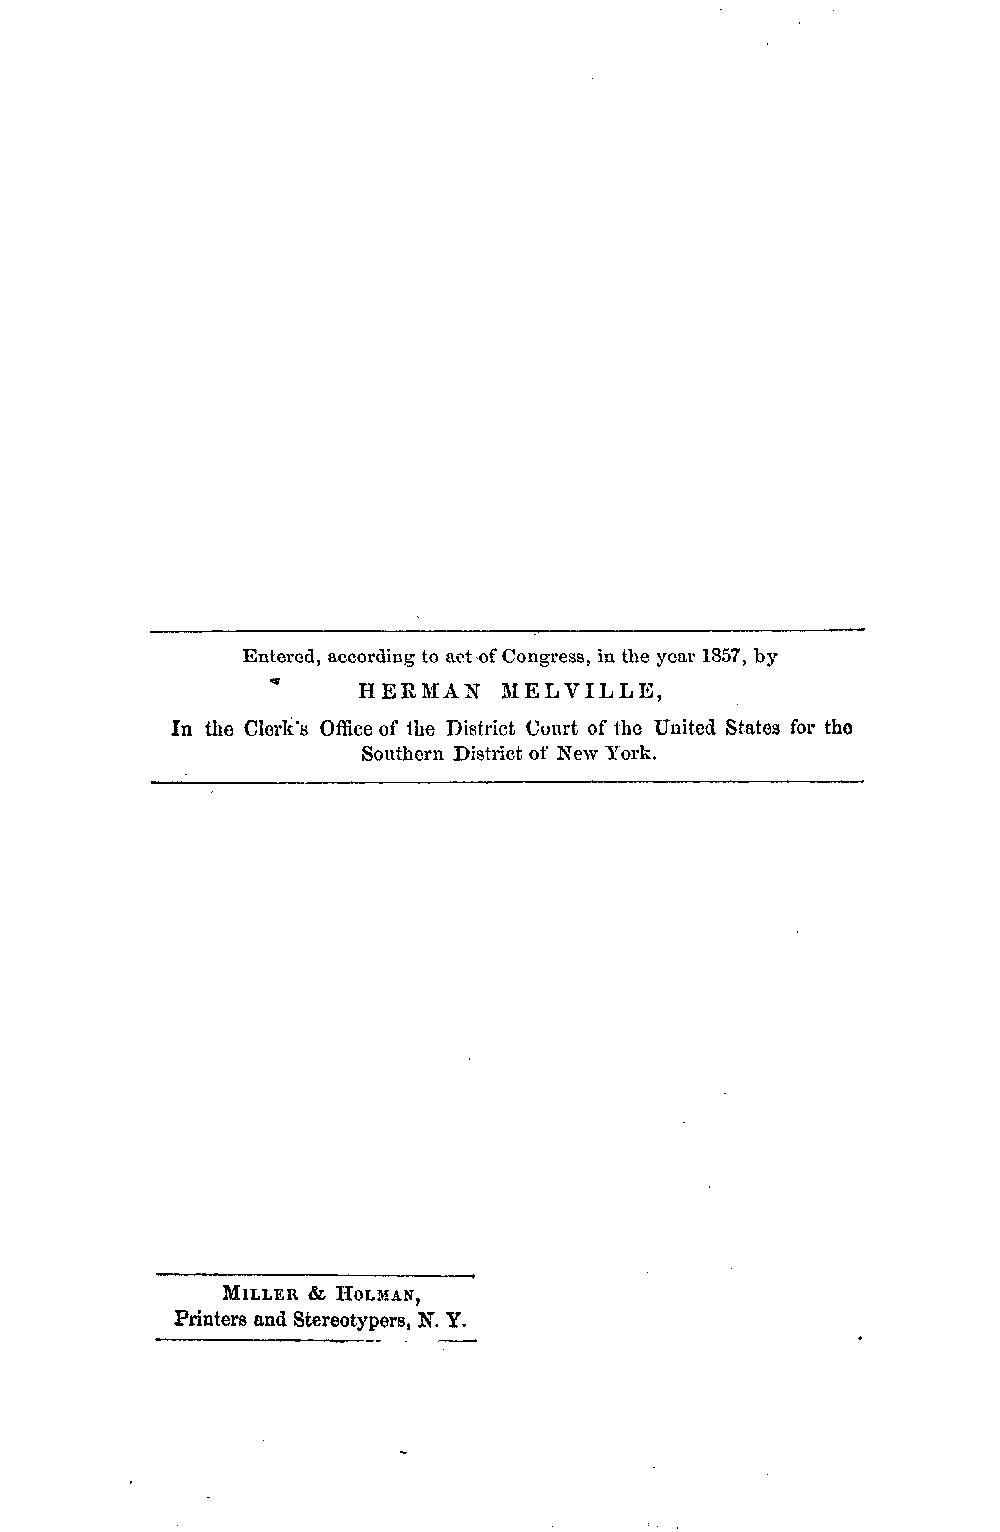 Entered, according to act of Congress, in the year 1857, by
HERMAN MELVILLE,
In the Clerk's Office of the District Court of the United States for the
Southern District of New York.
MILLER & HOLMAN,
Printers and Stereotypers, N. Y.